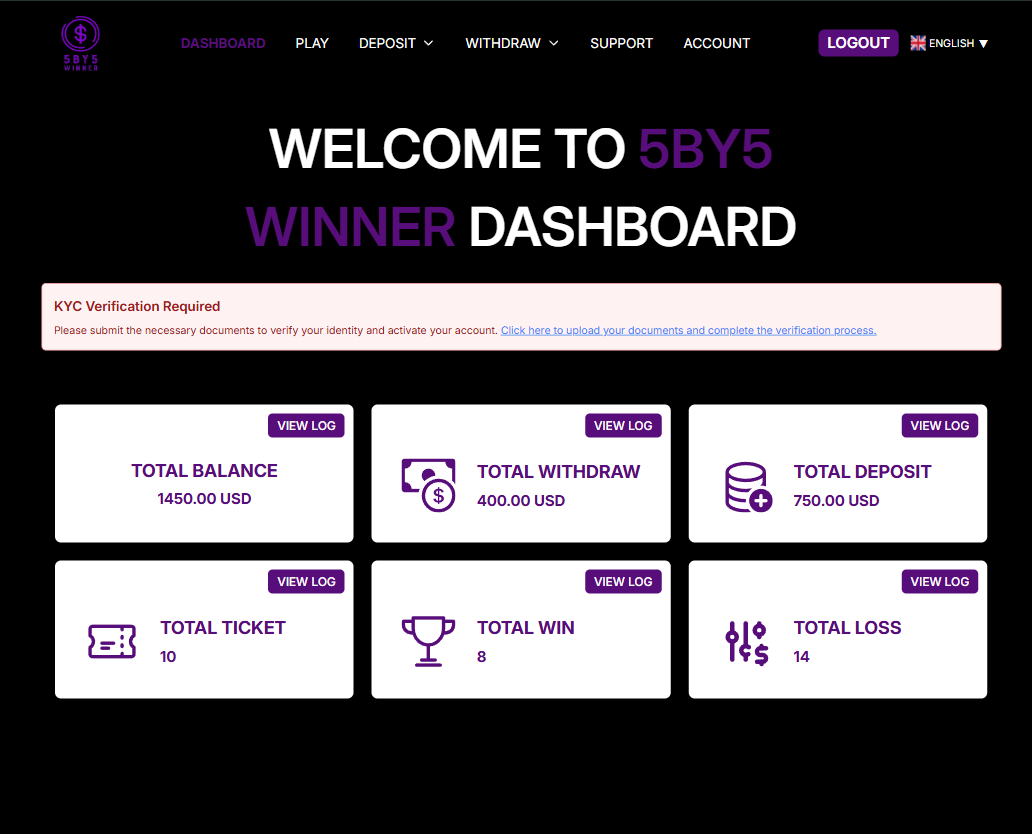 5BY5
WINNER
DASHBOARD
PLAY
DEPOSIT
WITHDRAW
SUPPORT
ACCOUNT
LOGOUT
ENGLISH ▼
WELCOME TO 5BY5
WINNER DASHBOARD
KYC Verification Required
Please submit the necessary documents to verify your identity and activate your account. Click here to upload your documents and complete the verification process.
VIEW LOG
TOTAL BALANCE
1450.00 USD
VIEW LOG
TOTAL WITHDRAW
400.00 USD
VIEW LOG
TOTAL DEPOSIT
750.00 USD
VIEW LOG
TOTAL TICKET
10
VIEW LOG
TOTAL WIN
8
VIEW LOG
TOTAL LOSS
14